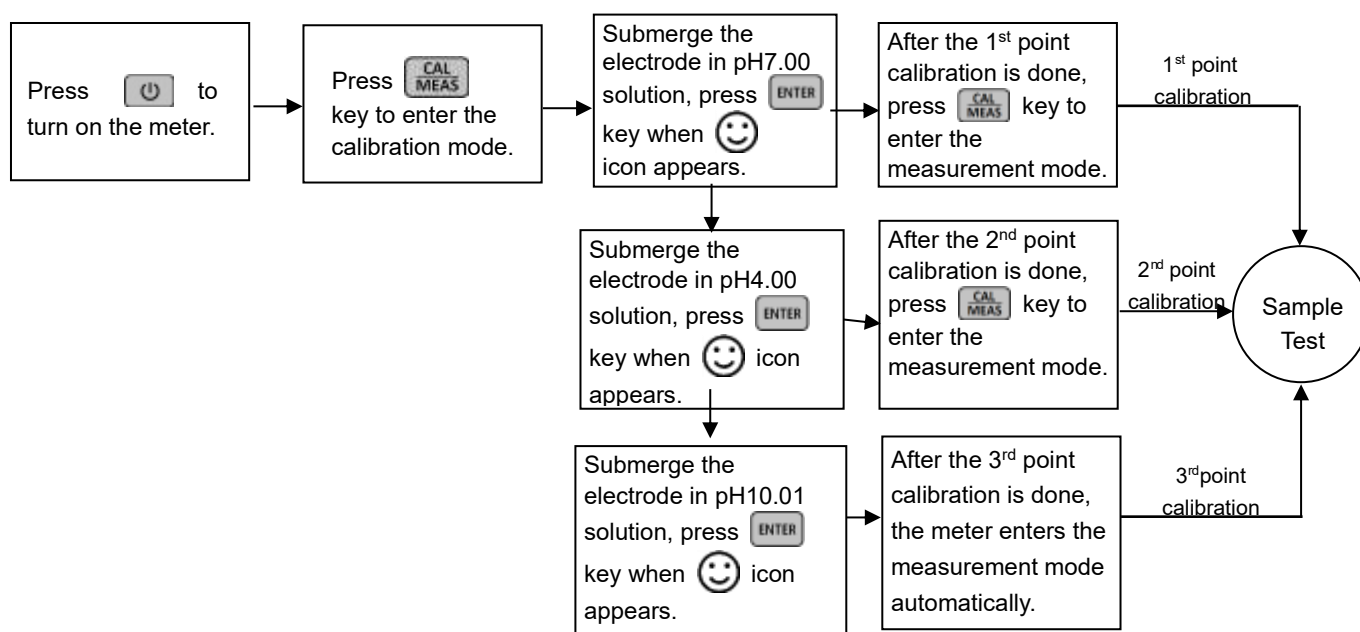 Press to
turn on the meter.
Press CAL
MEAS
key to enter the
calibration mode.
Submerge the
electrode in pH7.00
solution, press ENTER
key when
icon appears.
After the 1st point
calibration is done,
press CAL
MEAS key to
enter the
measurement mode.
1st point
calibration
Submerge the
electrode in pH4.00
solution, press ENTER
key when icon
appears.
After the 2nd point
calibration is done,
press CAL
MEAS key to
enter the
measurement mode.
2nd point
calibration
Sample
Test
Submerge the
electrode in pH10.01
solution, press ENTER
key when icon
appears.
After the 3rd point
calibration is done,
the meter enters the
measurement mode
automatically.
3rdpoint
calibration